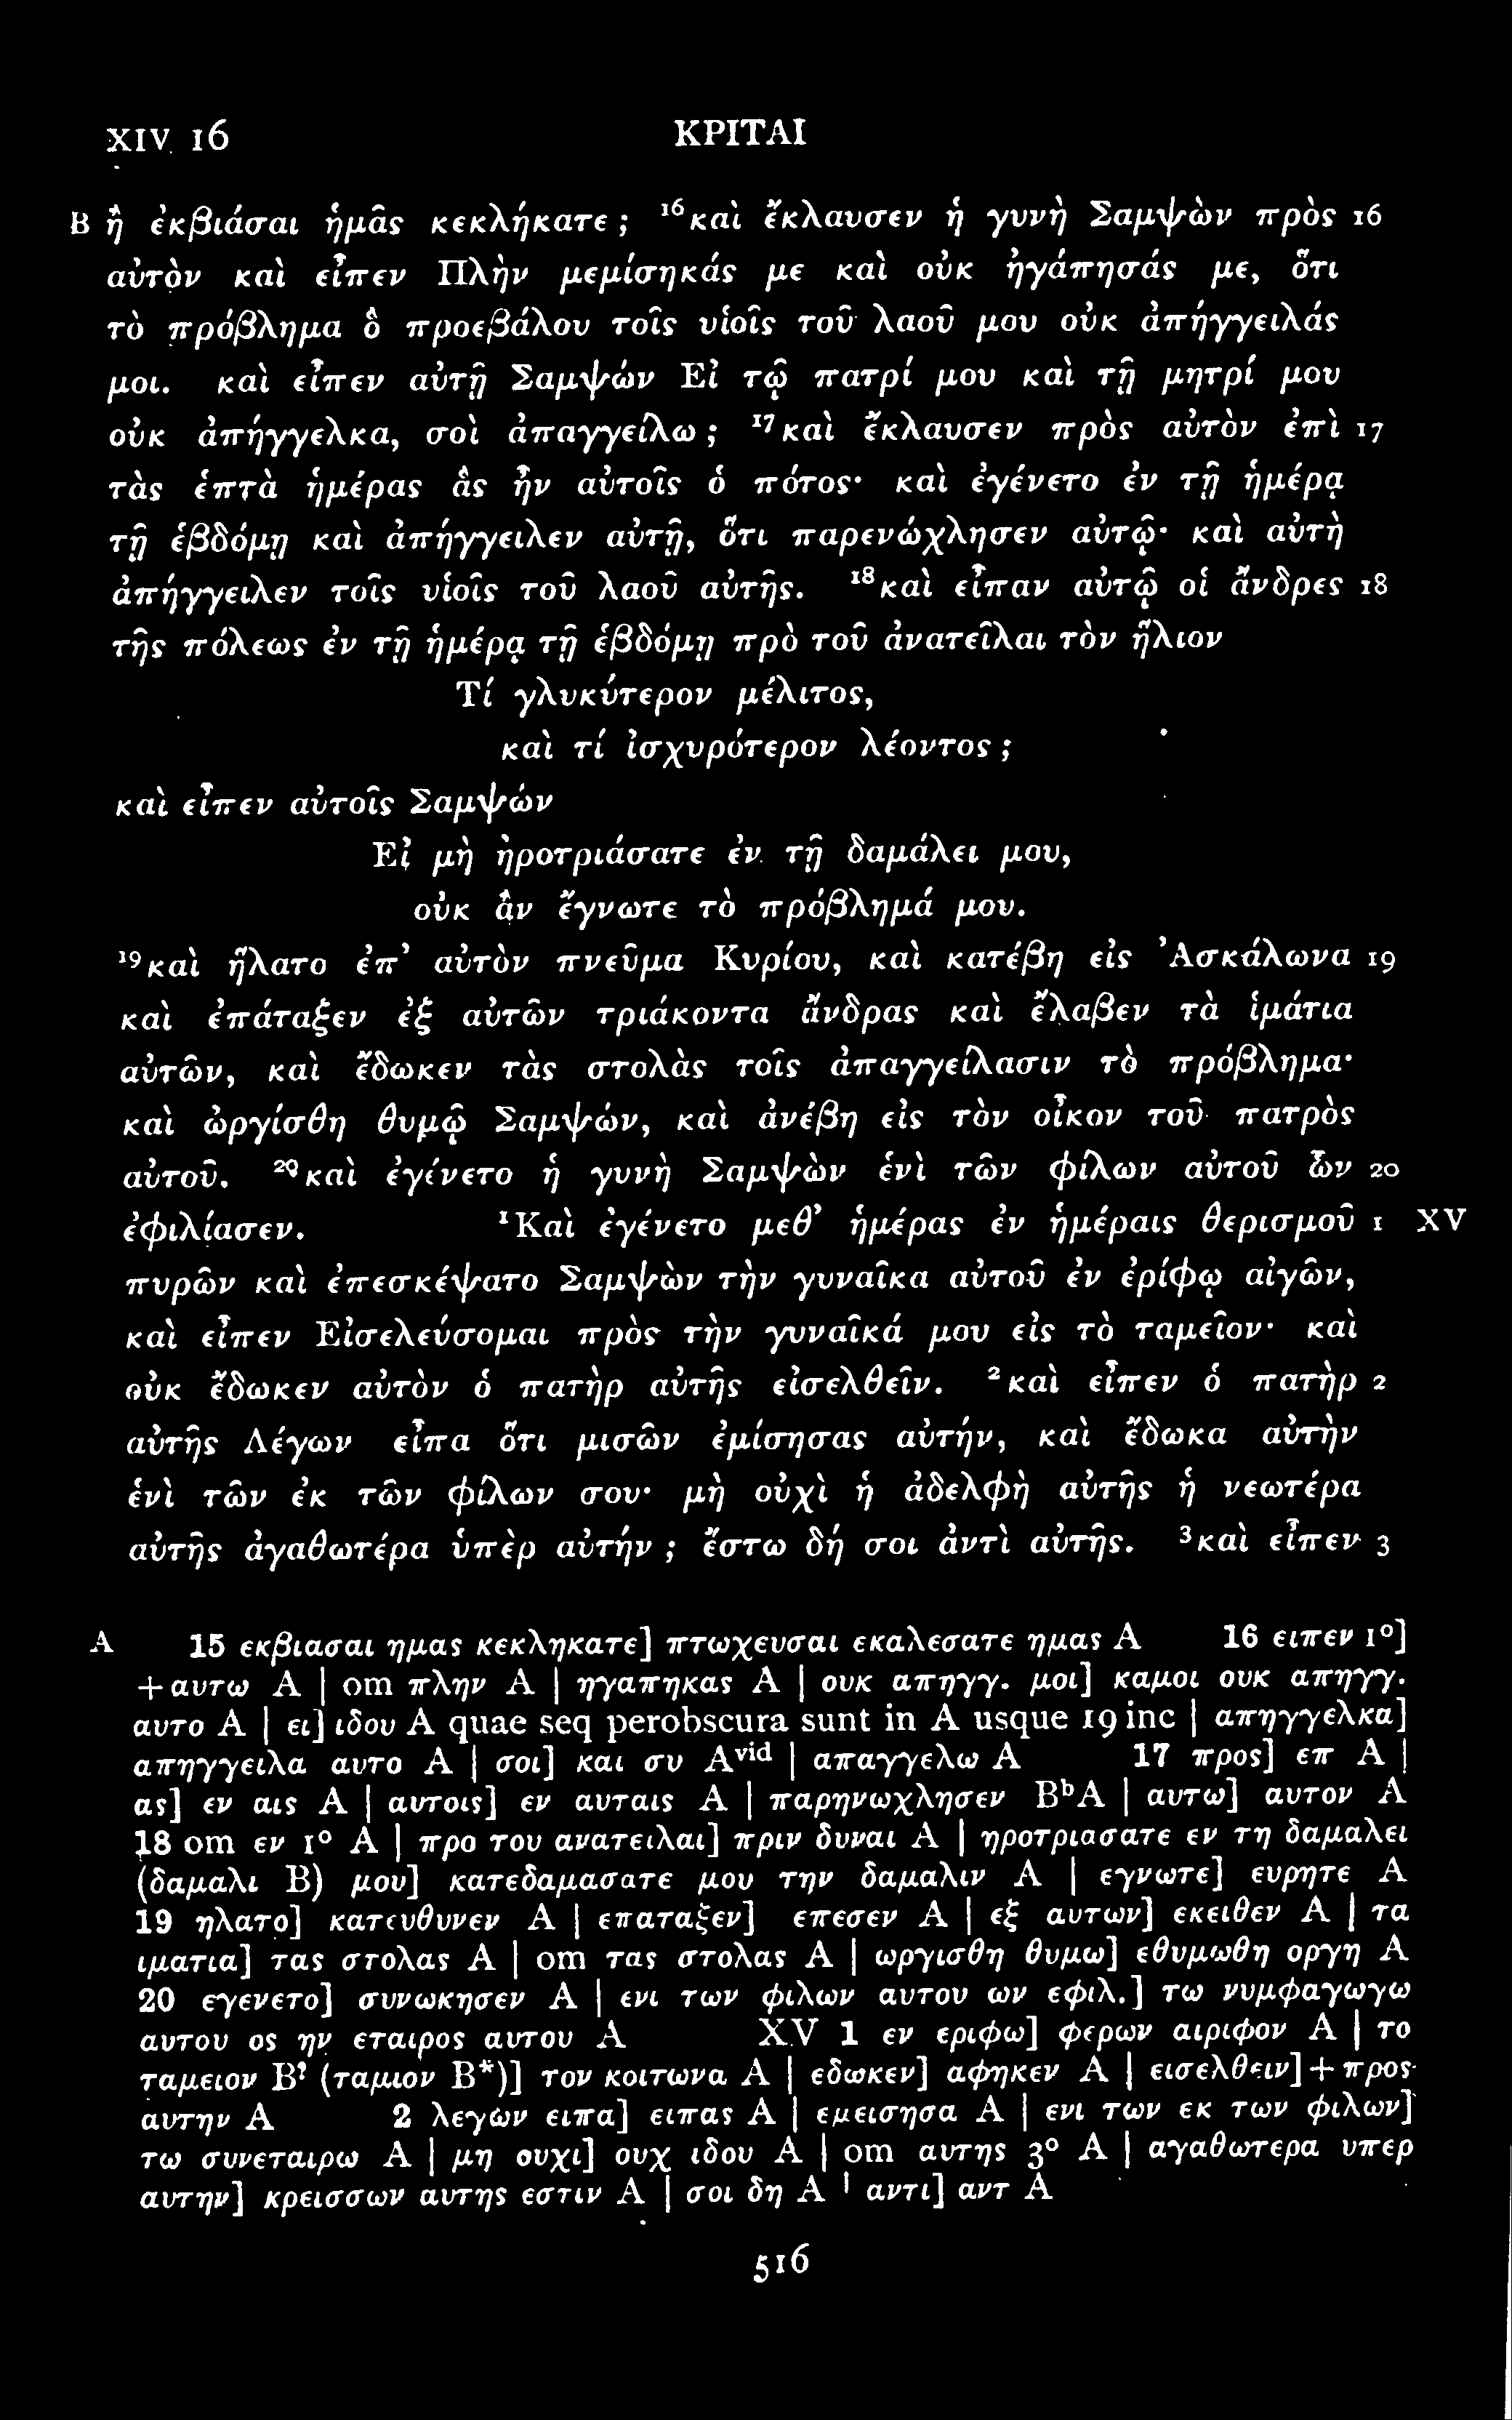 XIV 16 ΚΡΙΤΑΙ
B ἢ ἐκβιάσαι ἡμᾶς κεκλήκατε ; ¹⁶καὶ ἔκλαυσεν ἡ γυνὴ Σαμψὼν πρὸς 16
αὐτὸν καὶ εἶπεν Πλὴν μεμίσηκάς με καὶ οὐκ ἠγάπησάς με, ὅτι
τὸ πρόβλημα ὃ προεβάλου τοῖς υἱοῖς τοῦ λαοῦ μου οὐκ ἀπήγγειλάς
μοι. καὶ εἶπεν αὐτῇ Σαμψών Εἰ τῷ πατρί μου καὶ τῇ μητρί μου
οὐκ ἀπήγγελκα, σοὶ ἀπαγγείλω ; ¹⁷καὶ ἔκλαυσεν πρὸς αὐτὸν ἐπὶ 17
τὰς ἑπτὰ ἡμέρας ἃς ἦν αὐτοῖς ὁ πότος· καὶ ἐγένετο ἐν τῇ ἡμέρᾳ
τῇ ἑβδόμῃ καὶ ἀπήγγειλεν αὐτῇ, ὅτι παρενώχλησεν αὐτῷ· καὶ αὐτὴ
ἀπήγγειλεν τοῖς υἱοῖς τοῦ λαοῦ αὐτῆς. ¹⁸καὶ εἶπαν αὐτῷ οἱ ἄνδρες 18
τῆς πόλεως ἐν τῇ ἡμέρᾳ τῇ ἑβδόμῃ πρὸ τοῦ ἀνατεῖλαι τὸν ἥλιον
Τί γλυκύτερον μέλιτος,
καὶ τί ἰσχυρότερον λέοντος ;
καὶ εἶπεν αὐτοῖς Σαμψών
Εἰ μὴ ἠροτριάσατε ἐν τῇ δαμάλει μου,
οὐκ ἂν ἔγνωτε τὸ πρόβλημά μου.
¹⁹καὶ ἥλατο ἐπ' αὐτὸν πνεῦμα Κυρίου, καὶ κατέβη εἰς Ἀσκάλωνα 19
καὶ ἐπάταξεν ἐξ αὐτῶν τριάκοντα ἄνδρας καὶ ἔλαβεν τὰ ἱμάτια
αὐτῶν, καὶ ἔδωκεν τὰς στολὰς τοῖς ἀπαγγείλασιν τὸ πρόβλημα·
καὶ ὠργίσθη θυμῷ Σαμψών, καὶ ἀνέβη εἰς τὸν οἶκον τοῦ πατρὸς
αὐτοῦ. ²⁰καὶ ἐγένετο ἡ γυνὴ Σαμψὼν ἑνὶ τῶν φίλων αὐτοῦ ὧν 20
ἐφιλίασεν. ¹Καὶ ἐγένετο μεθ' ἡμέρας ἐν ἡμέραις θερισμοῦ 1 XV
πυρῶν καὶ ἐπεσκέψατο Σαμψὼν τὴν γυναῖκα αὐτοῦ ἐν ἐρίφῳ αἰγῶν,
καὶ εἶπεν Εἰσελεύσομαι πρὸς τὴν γυναῖκά μου εἰς τὸ ταμεῖον· καὶ
οὐκ ἔδωκεν αὐτὸν ὁ πατὴρ αὐτῆς εἰσελθεῖν. ²καὶ εἶπεν ὁ πατὴρ 2
αὐτῆς Λέγων εἶπα ὅτι μισῶν ἐμίσησας αὐτήν, καὶ ἔδωκα αὐτὴν
ἑνὶ τῶν ἐκ τῶν φίλων σου· μὴ οὐχὶ ἡ ἀδελφὴ αὐτῆς ἡ νεωτέρα
αὐτῆς ἀγαθωτέρα ὑπὲρ αὐτήν ; ἔστω δή σοι ἀντὶ αὐτῆς. ³καὶ εἶπεν 3
A 15 εκβιασαι ημας κεκληκατε] πτωχευσαι εκαλεσατε ημας A 16 ειπεν 1°]
+αυτω A | om πλην A | ηγαπηκας A | ουκ απηγγ. μοι] καμοι ουκ απηγγ.
αυτο A | ει] ιδου A quae seq perobscura sunt in A usque 19 inc | απηγγελκα]
απηγγειλα αυτο A | σοι] και συ Aᵛⁱᵈ | απαγγελω A 17 προς] επ A |
ας] εν αις A | αυτοις] εν αυταις A | παρηνωχλησεν BᵇA | αυτω] αυτον A
18 om εν 1° A | προ του ανατειλαι] πριν δυναι A | ηροτριασατε εν τη δαμαλει
(δαμαλι B) μου] κατεδαμασατε μου την δαμαλιν A | εγνωτε] ευρητε A
19 ηλατο] κατευθυνεν A | επαταξεν] επεσεν A | εξ αυτων] εκειθεν A | τα
ιματια] τας στολας A | om τας στολας A | ωργισθη θυμω] εθυμωθη οργη A
20 εγενετο] συνωκησεν A | ενι των φιλων αυτου ων εφιλ.] τω νυμφαγωγω
αυτου ος ην εταιρος αυτου A XV 1 εν εριφω] φερων αιριφον A | το
ταμειον Bˀ (ταμιον B*)] τον κοιτωνα A | εδωκεν] αφηκεν A | εισελθειν]+προς
αυτην A 2 λεγων ειπα] ειπας A | εμεισησα A | ενι των εκ των φιλων]
τω συνεταιρω A | μη ουχι] ουχ ιδου A | om αυτης 3° A | αγαθωτερα υπερ
αυτην] κρεισσων αυτης εστιν A | σοι δη A | αντι] αντ A
516